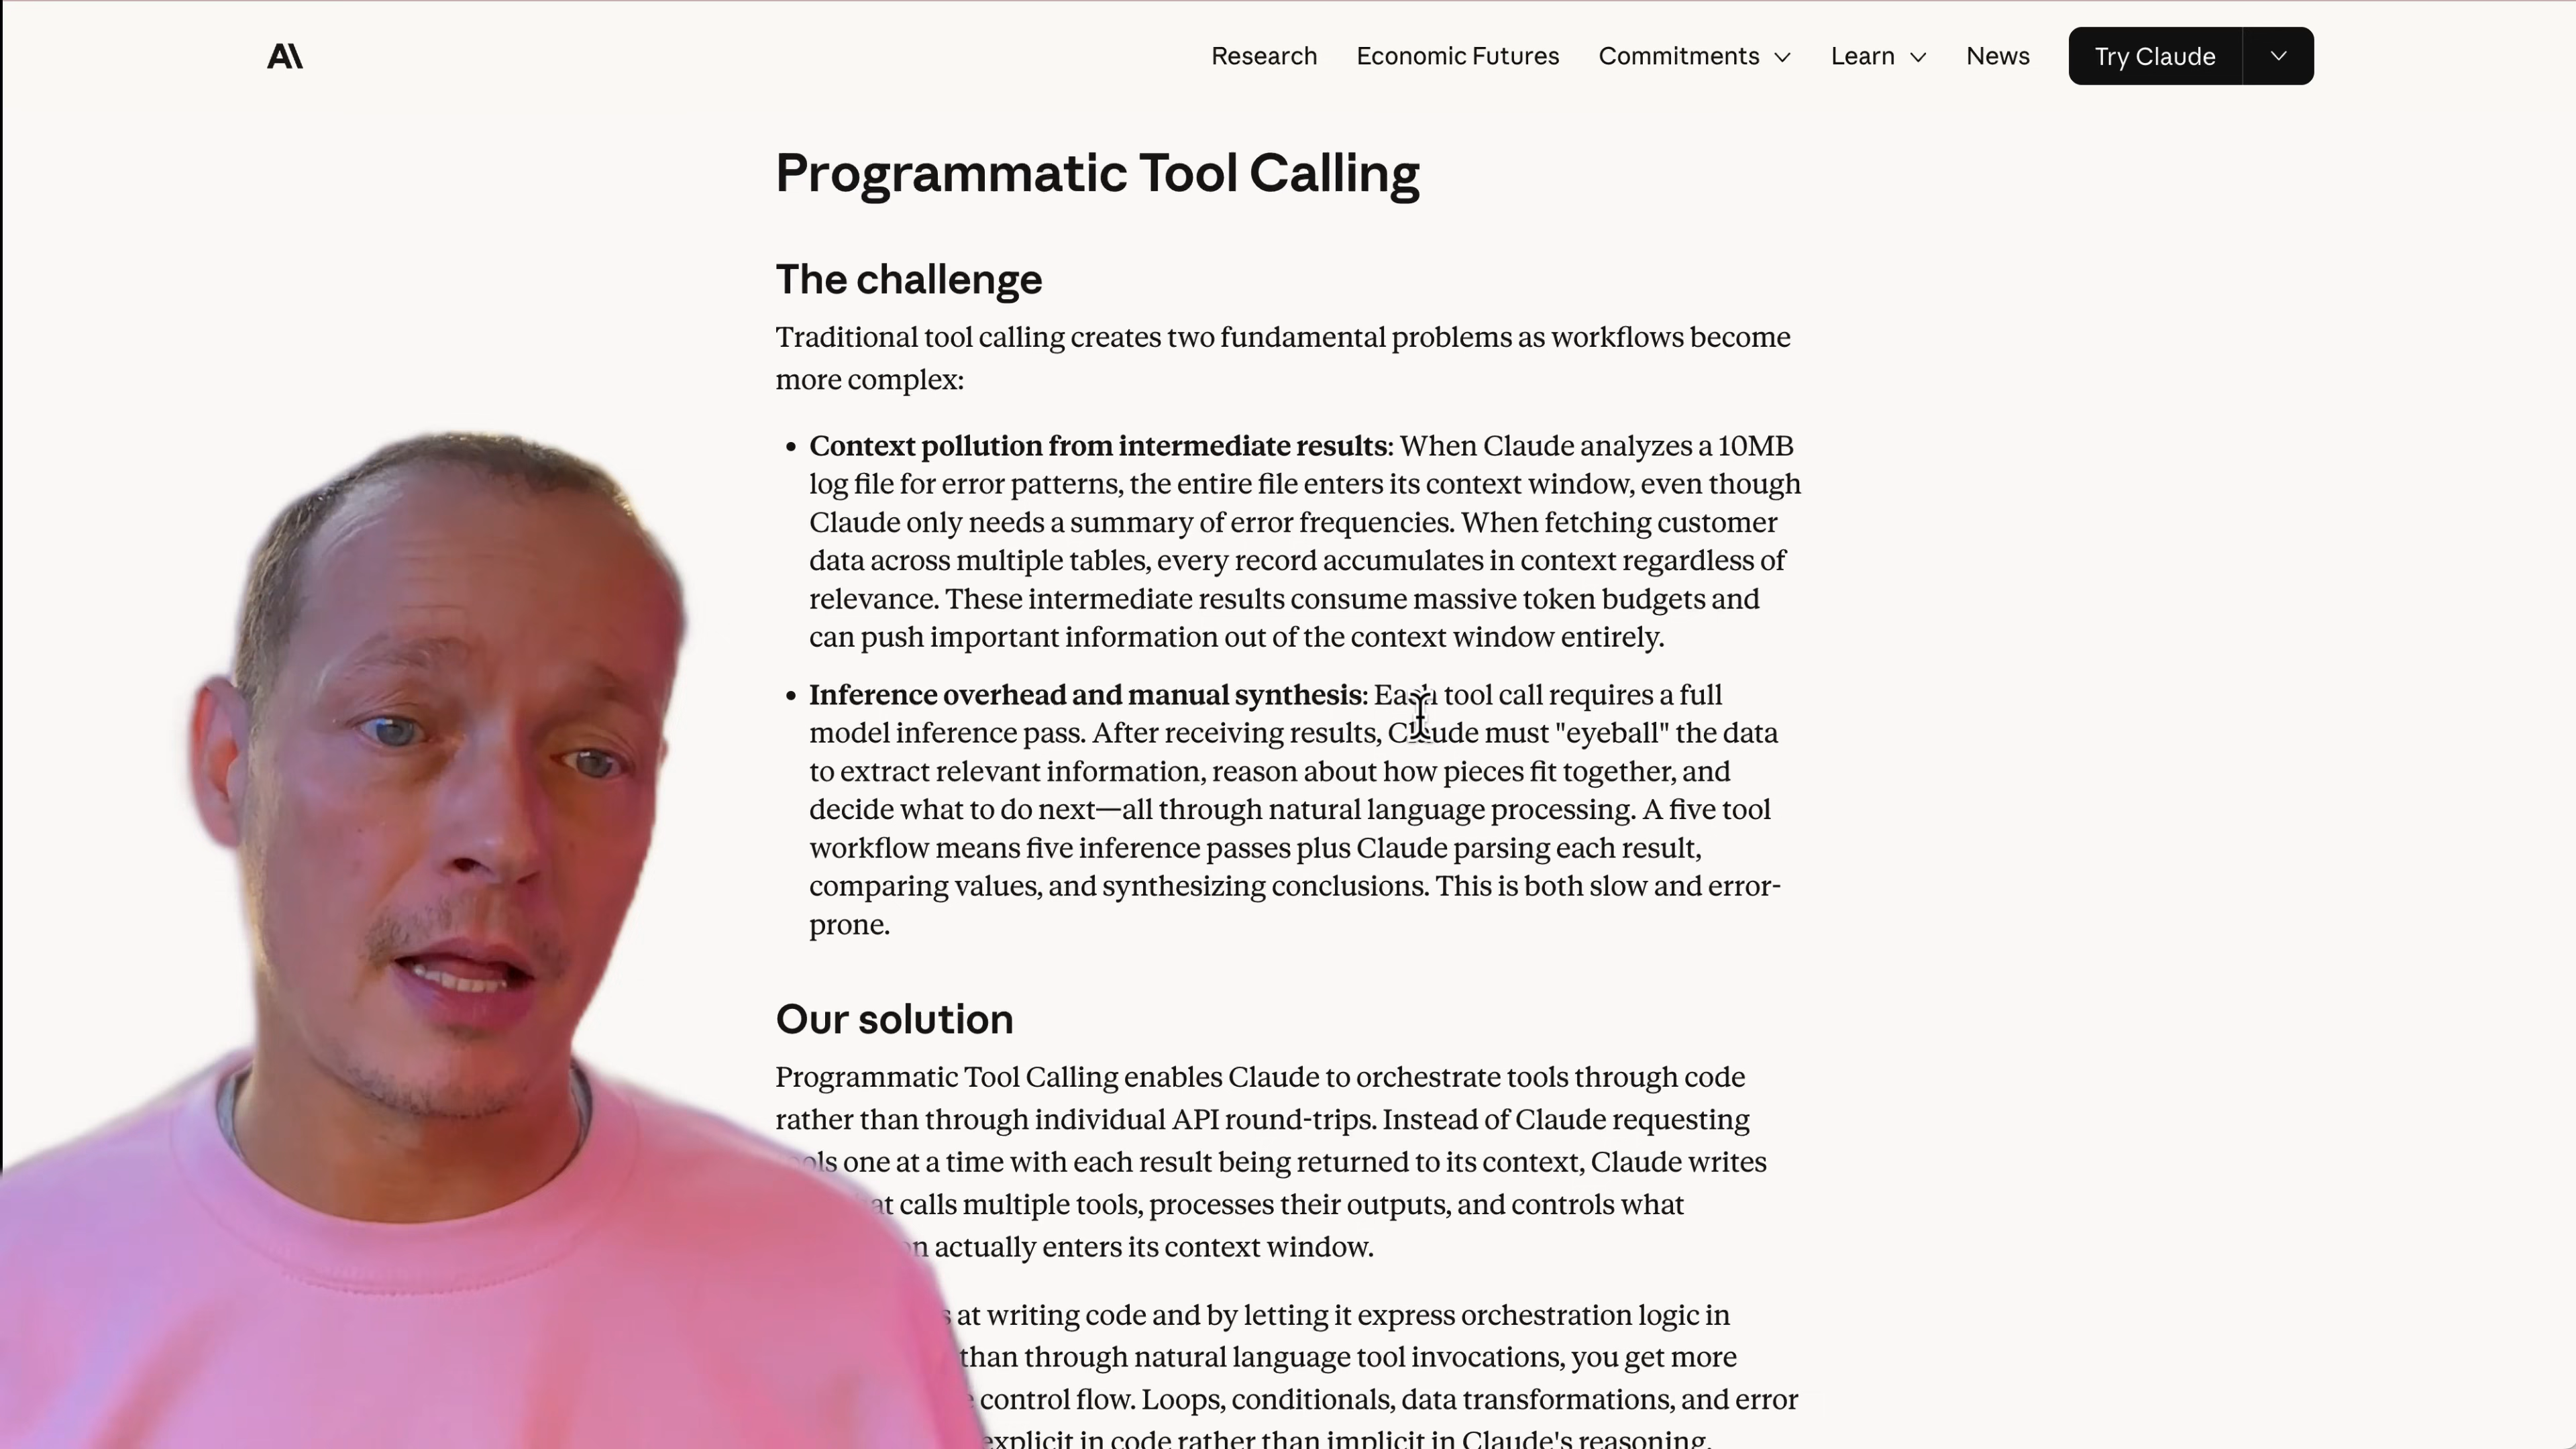 A\
Research Economic Futures Commitments Learn News Try Claude
Programmatic Tool Calling
The challenge
Traditional tool calling creates two fundamental problems as workflows become
more complex:
• Context pollution from intermediate results: When Claude analyzes a 10MB
log file for error patterns, the entire file enters its context window, even though
Claude only needs a summary of error frequencies. When fetching customer
data across multiple tables, every record accumulates in context regardless of
relevance. These intermediate results consume massive token budgets and
can push important information out of the context window entirely.
• Inference overhead and manual synthesis: Each tool call requires a full
model inference pass. After receiving results, Claude must "eyeball" the data
to extract relevant information, reason about how pieces fit together, and
decide what to do next—all through natural language processing. A five tool
workflow means five inference passes plus Claude parsing each result,
comparing values, and synthesizing conclusions. This is both slow and error-
prone.
Our solution
Programmatic Tool Calling enables Claude to orchestrate tools through code
rather than through individual API round-trips. Instead of Claude requesting
one at a time with each result being returned to its context, Claude writes
calls multiple tools, processes their outputs, and controls what
actually enters its context window.
at writing code and by letting it express orchestration logic in
than through natural language tool invocations, you get more
control flow. Loops, conditionals, data transformations, and error
explicit in code rather than implicit in Claude's reasoning.